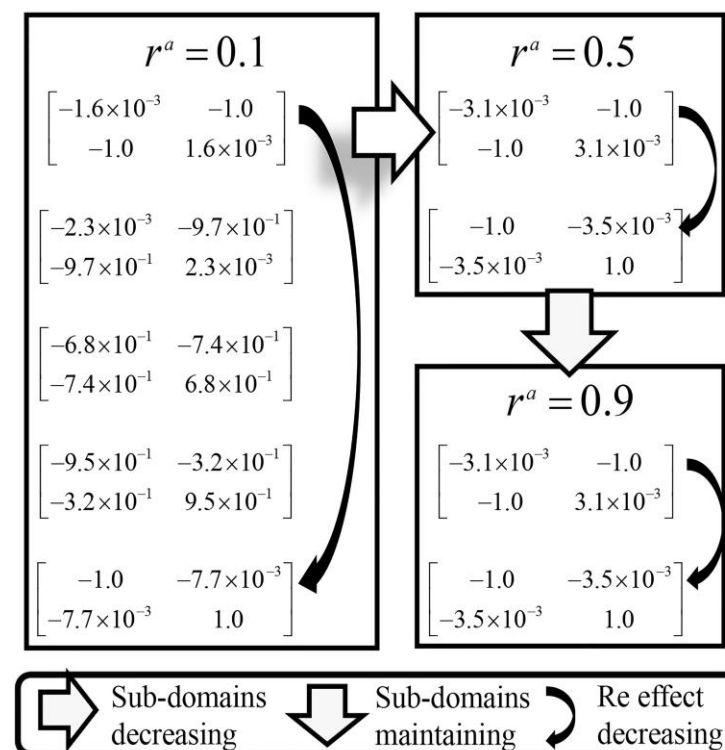 rᵃ = 0.1
[−1.6×10⁻³ −1.0
−1.0 1.6×10⁻³]
[−2.3×10⁻³ −9.7×10⁻¹
−9.7×10⁻¹ 2.3×10⁻³]
[−6.8×10⁻¹ −7.4×10⁻¹
−7.4×10⁻¹ 6.8×10⁻¹]
[−9.5×10⁻¹ −3.2×10⁻¹
−3.2×10⁻¹ 9.5×10⁻¹]
[−1.0 −7.7×10⁻³
−7.7×10⁻³ 1.0]
rᵃ = 0.5
[−3.1×10⁻³ −1.0
−1.0 3.1×10⁻³]
[−1.0 −3.5×10⁻³
−3.5×10⁻³ 1.0]
rᵃ = 0.9
[−3.1×10⁻³ −1.0
−1.0 3.1×10⁻³]
[−1.0 −3.5×10⁻³
−3.5×10⁻³ 1.0]
Sub-domains
decreasing
Sub-domains
maintaining
Re effect
decreasing